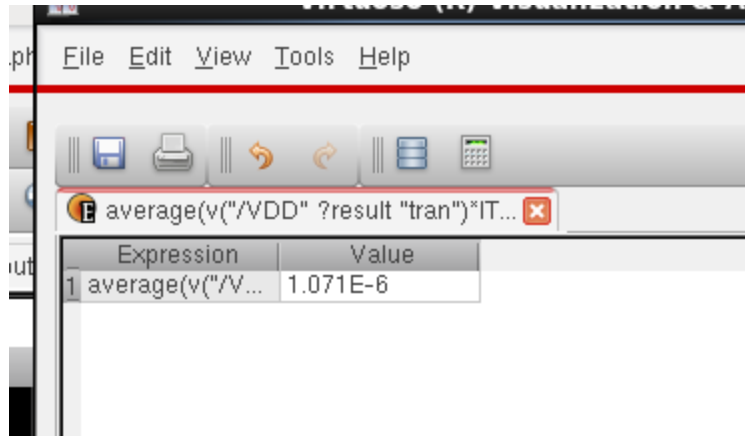 File Edit View Tools Help
average(v("/VDD" ?result "tran")*IT...
Expression Value
1 average(v("/V... 1.071E-6